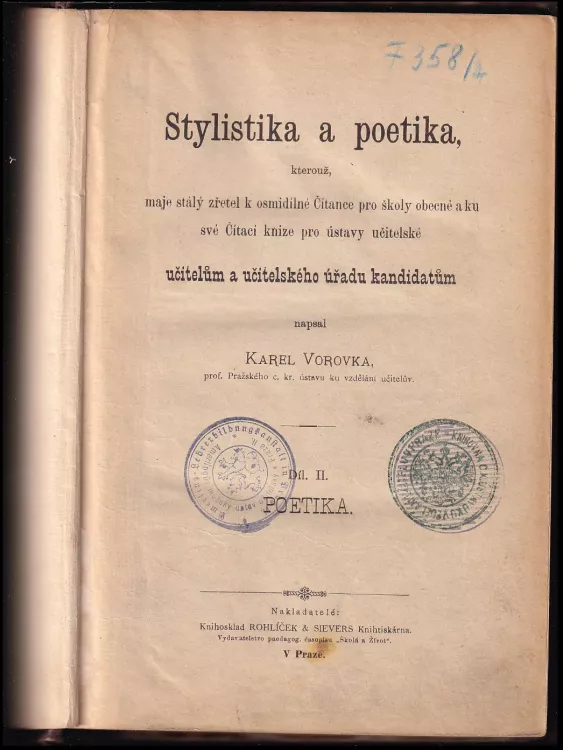 F 358/
Stylistika a poetika,
kterouž,
maje stálý zřetel k osmidílné Čítance pro školy obecné a ku
své Čítací knize pro ústavy učitelské
učitelům a učitelského úřadu kandidatům
napsal
KAREL VOROVKA,
prof. Pražského c. kr. ústavu ku vzdělání učitelův.
Díl. II.
POETIKA.
Nakladatelé:
Knihosklad ROHLÍČEK & SIEVERS Knihtiskárna.
Vydavatelstvo paedagog. časopisu „Škola a Život“.
V Praze.